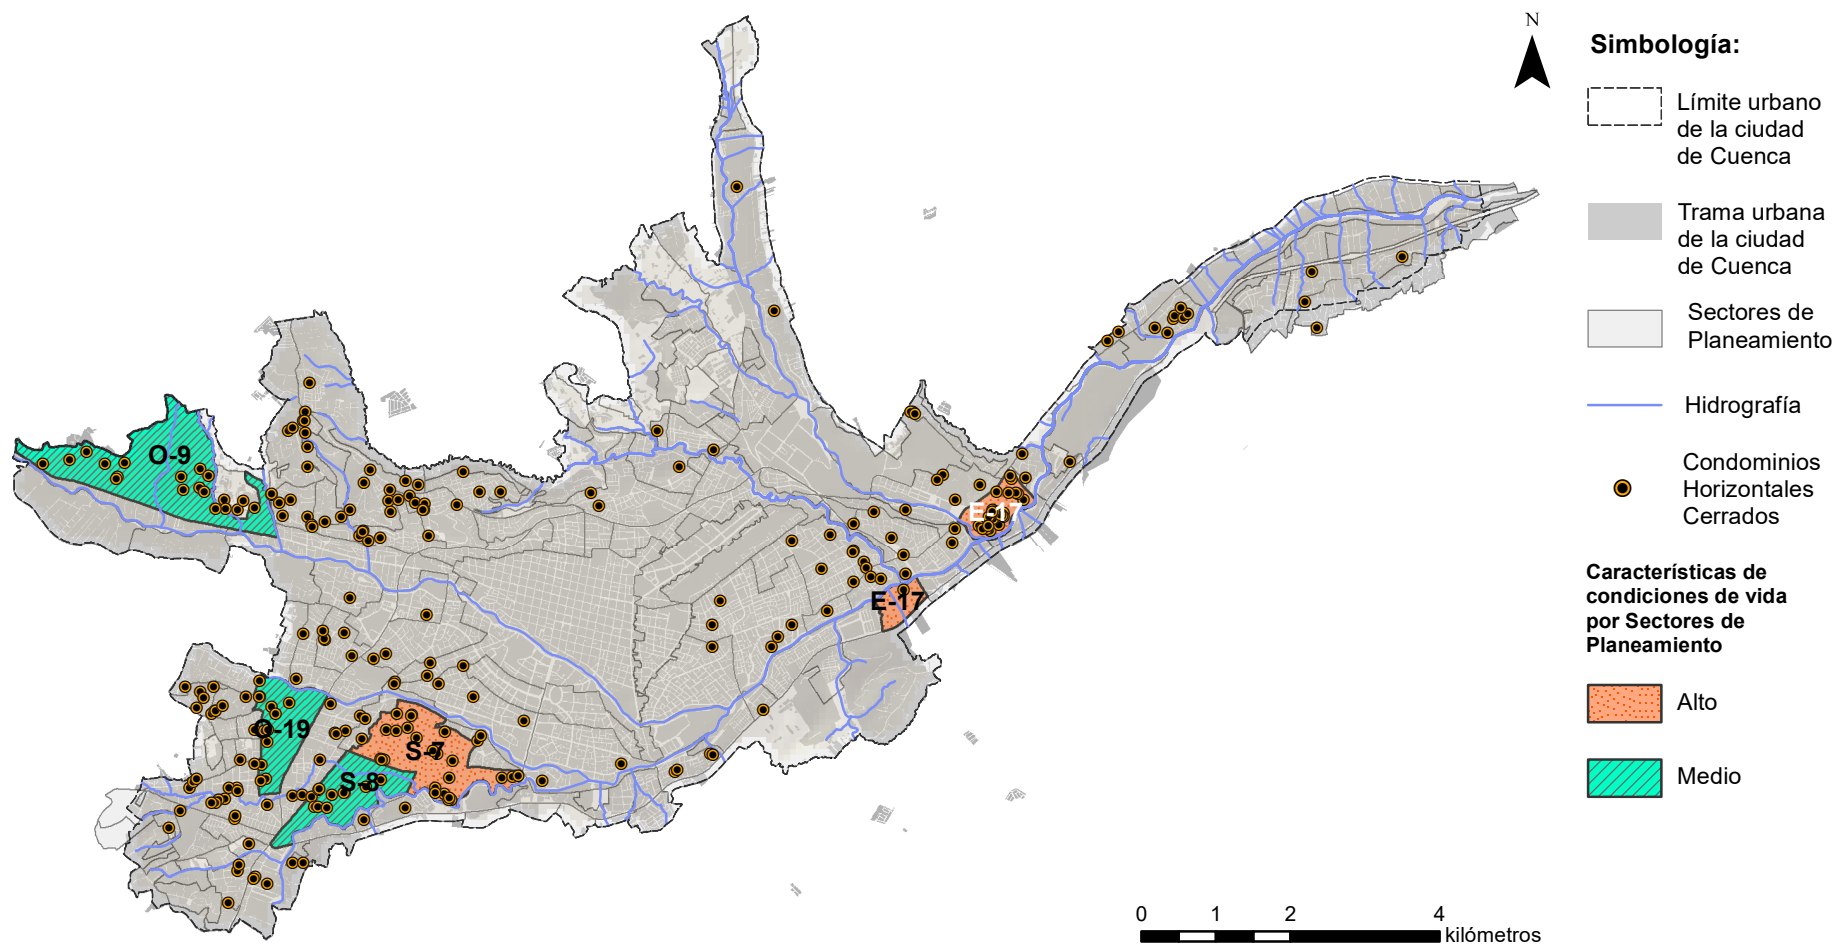 N
Simbología:
Límite urbano
de la ciudad
de Cuenca
Trama urbana
de la ciudad
de Cuenca
Sectores de
Planeamiento
Hidrografía
Condominios
Horizontales
Cerrados
Características de
condiciones de vida
por Sectores de
Planeamiento
Alto
Medio
O-9
E-17
E-17
O-19
S-7
S-8
0 1 2 4
kilómetros